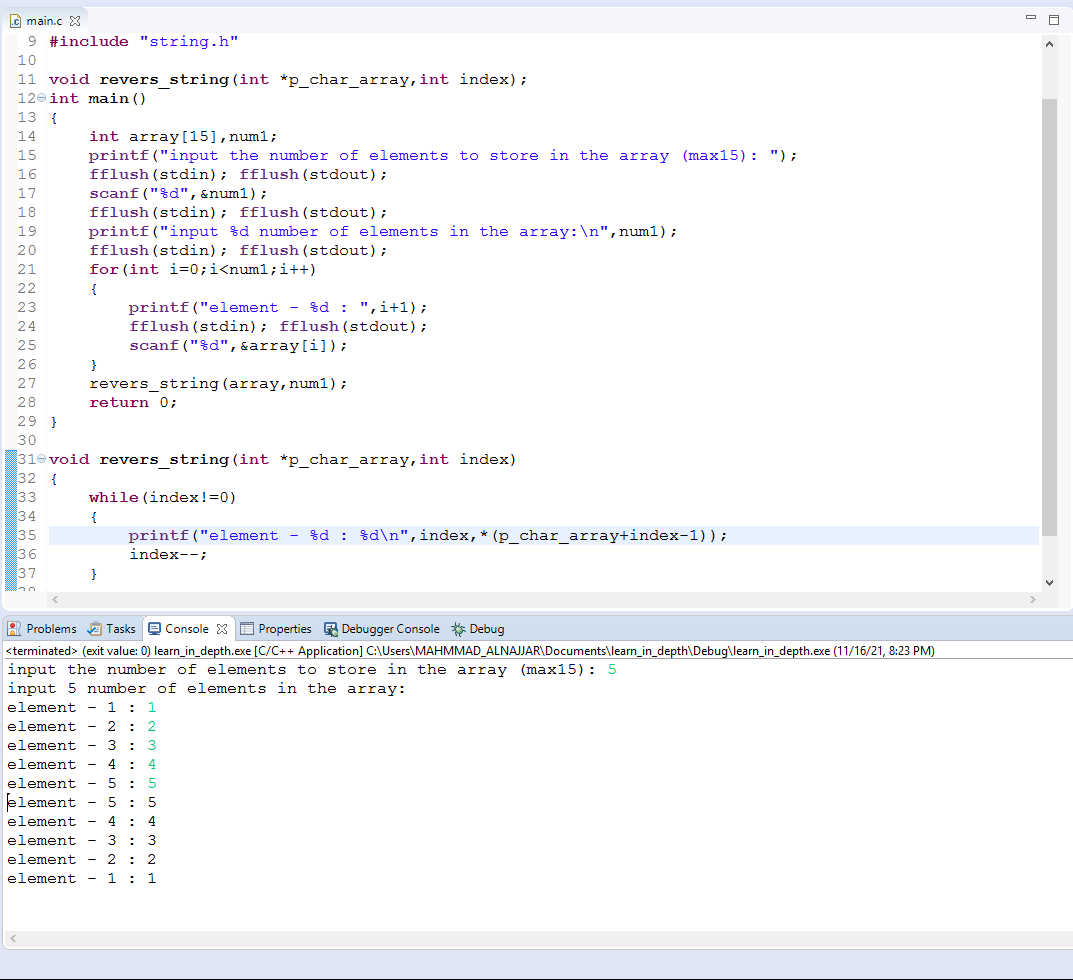 main.c
9 #include "string.h"
10
11 void revers_string(int *p_char_array,int index);
12 int main()
13 {
14     int array[15],num1;
15     printf("input the number of elements to store in the array (max15): ");
16     fflush(stdin); fflush(stdout);
17     scanf("%d",&num1);
18     fflush(stdin); fflush(stdout);
19     printf("input %d number of elements in the array:\n",num1);
20     fflush(stdin); fflush(stdout);
21     for(int i=0;i<num1;i++)
22     {
23         printf("element - %d : ",i+1);
24         fflush(stdin); fflush(stdout);
25         scanf("%d",&array[i]);
26     }
27     revers_string(array,num1);
28     return 0;
29 }
30
31 void revers_string(int *p_char_array,int index)
32 {
33     while(index!=0)
34     {
35         printf("element - %d : %d\n",index,*(p_char_array+index-1));
36         index--;
37     }
Problems Tasks Console Properties Debugger Console Debug
<terminated> (exit value: 0) learn_in_depth.exe [C/C++ Application] C:\Users\MAHMMAD_ALNAJJAR\Documents\learn_in_depth\Debug\learn_in_depth.exe (11/16/21, 8:23 PM)
input the number of elements to store in the array (max15): 5
input 5 number of elements in the array:
element - 1 : 1
element - 2 : 2
element - 3 : 3
element - 4 : 4
element - 5 : 5
element - 5 : 5
element - 4 : 4
element - 3 : 3
element - 2 : 2
element - 1 : 1